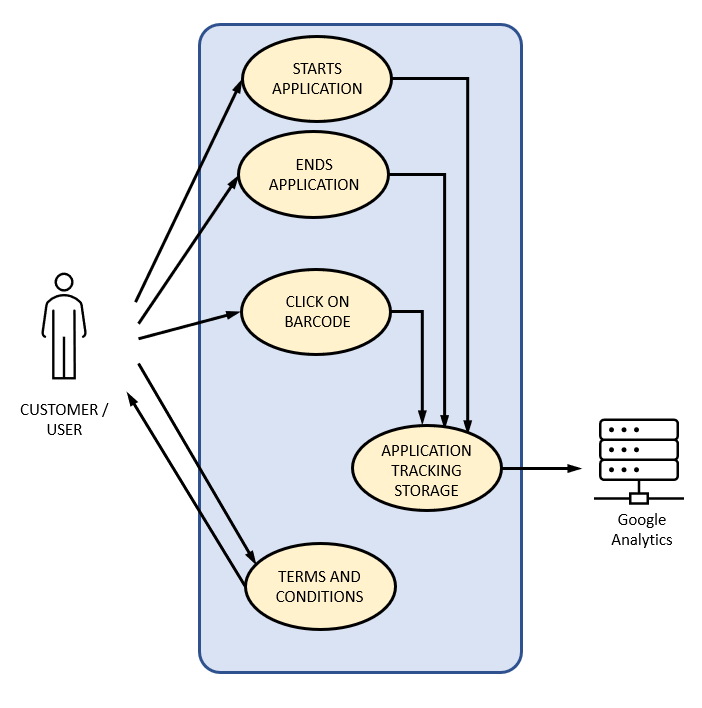 STARTS
APPLICATION
ENDS
APPLICATION
CLICK ON
BARCODE
CUSTOMER /
USER
APPLICATION
TRACKING
STORAGE
Google
Analytics
TERMS AND
CONDITIONS